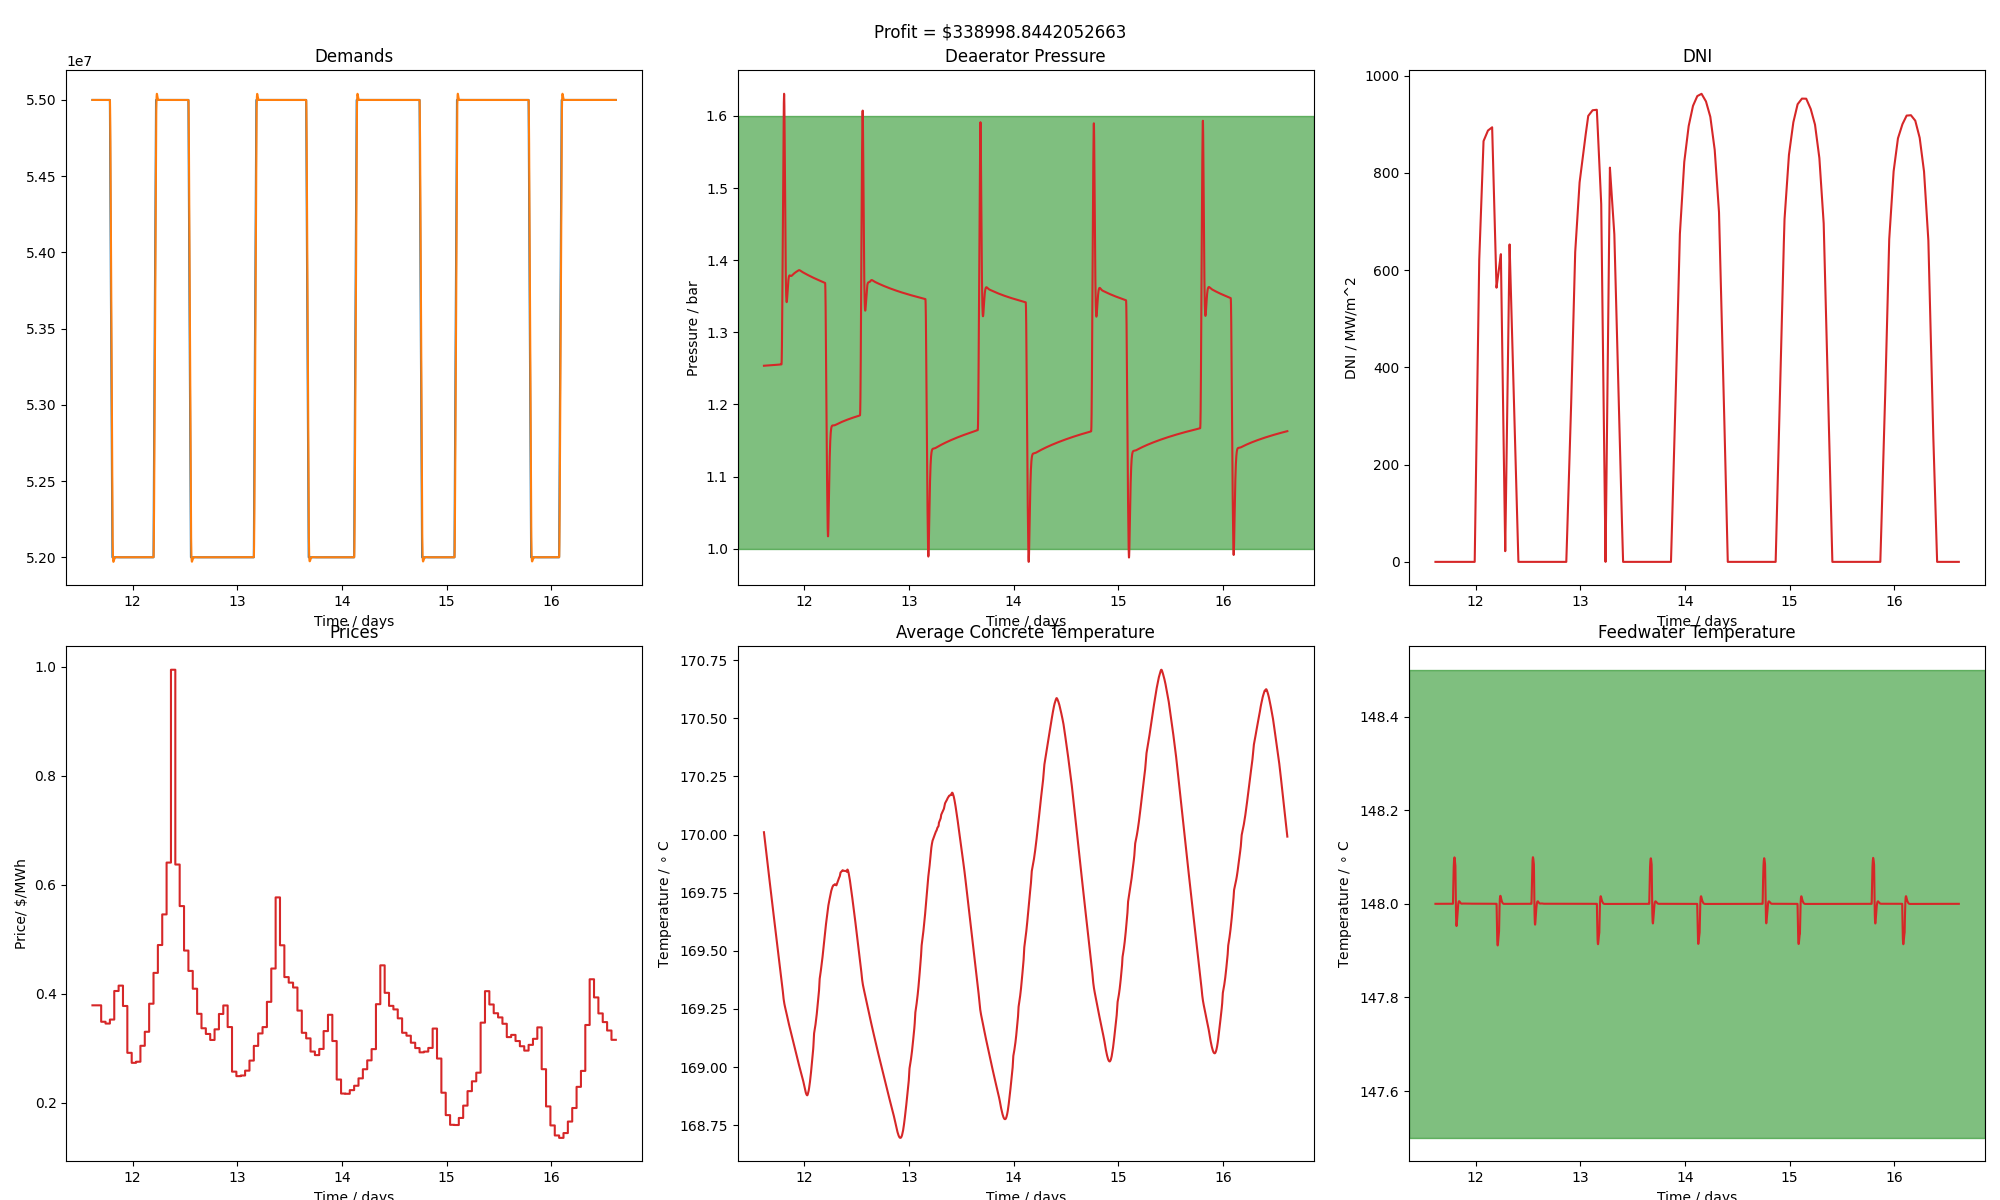 Profit = $338998.8442052663
Demands
1e7
5.50
5.45
5.40
5.35
5.30
5.25
5.20
12 13 14 15 16
Time / days
Deaerator Pressure
Pressure / bar
1.6
1.5
1.4
1.3
1.2
1.1
1.0
12 13 14 15 16
Time / days
DNI
DNI / MW/m^2
1000
800
600
400
200
0
12 13 14 15 16
Time / days
Prices
Price/ $/MWh
1.0
0.8
0.6
0.4
0.2
12 13 14 15 16
Time / days
Average Concrete Temperature
Temperature / ∘ C
170.75
170.50
170.25
170.00
169.75
169.50
169.25
169.00
168.75
12 13 14 15 16
Time / days
Feedwater Temperature
Temperature / ∘ C
148.4
148.2
148.0
147.8
147.6
12 13 14 15 16
Time / days